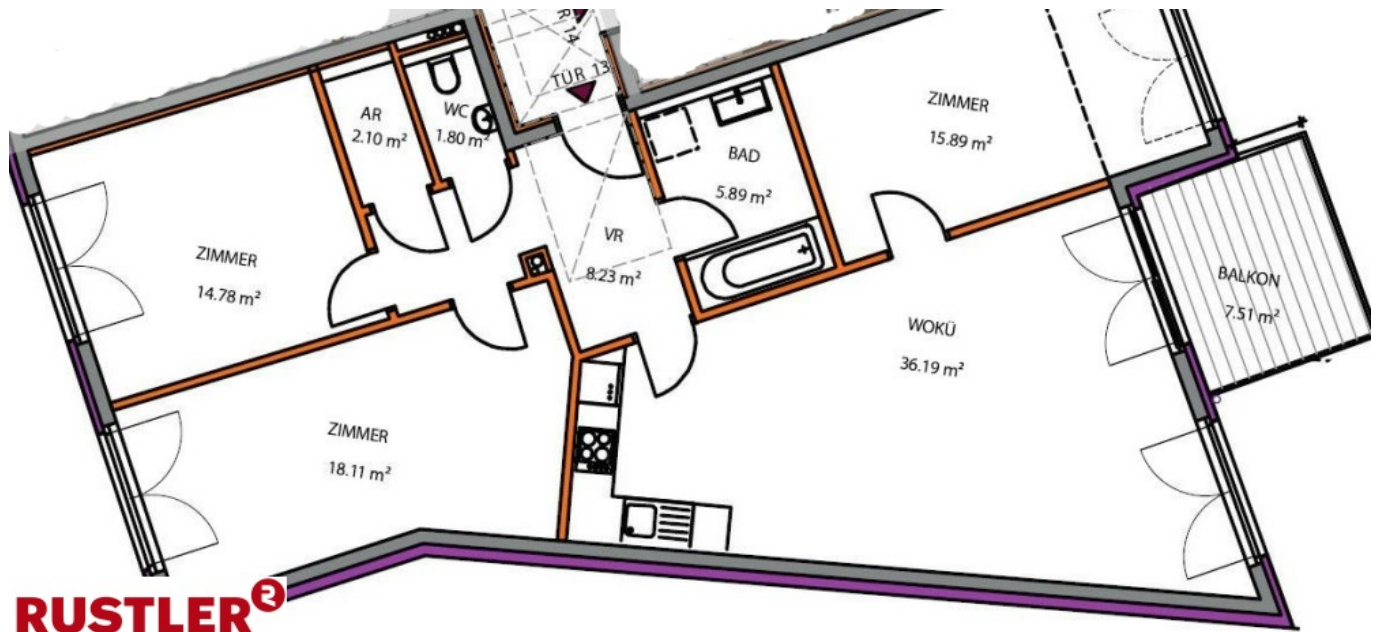 R 14
TÜR 13
AR
2.10 m²
WC
1.80 m²
ZIMMER
15.89 m²
BAD
5.89 m²
VR
8.23 m²
ZIMMER
14.78 m²
BALKON
7.51 m²
WOKÜ
36.19 m²
ZIMMER
18.11 m²
RUSTLER